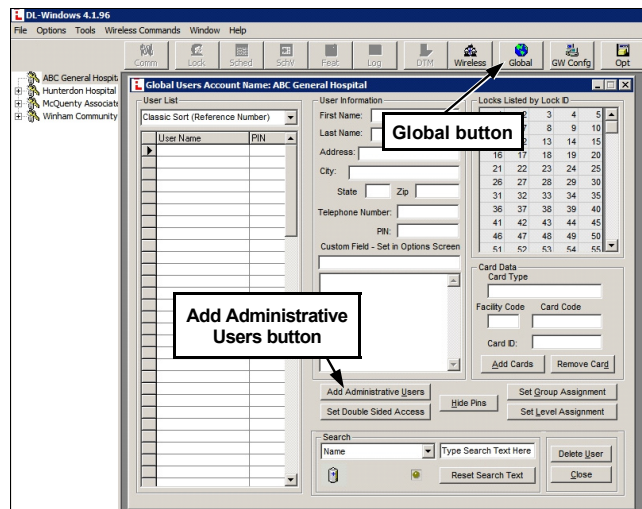 DL-Windows 4.1.96
File Options Tools Wireless Commands Window Help
Comm Lock Sched SchV Feat Log DTM Wireless Global GW Confg Opt
ABC General Hospit
Hunterdon Hospital
McQuenty Associate
Winham Community
Global Users Account Name: ABC General Hospital
User List
Classic Sort (Reference Number)
User Name PIN
User Information
First Name:
Last Name:
Address:
City:
State Zip
Telephone Number:
PIN:
Custom Field - Set in Options Screen
Global button
Locks Listed by Lock ID
2 3 4 5
7 8 9 10
12 13 14 15
16 17 18 19 20
21 22 23 24 25
26 27 28 29 30
31 32 33 34 35
36 37 38 39 40
41 42 43 44 45
46 47 48 49 50
51 52 53 54 55
Card Data
Card Type
Facility Code Card Code
Card ID:
Add Cards Remove Card
Add Administrative
Users button
Add Administrative Users
Set Double Sided Access
Hide Pins
Set Group Assignment
Set Level Assignment
Search
Name
Type Search Text Here
Reset Search Text
Delete User
Close